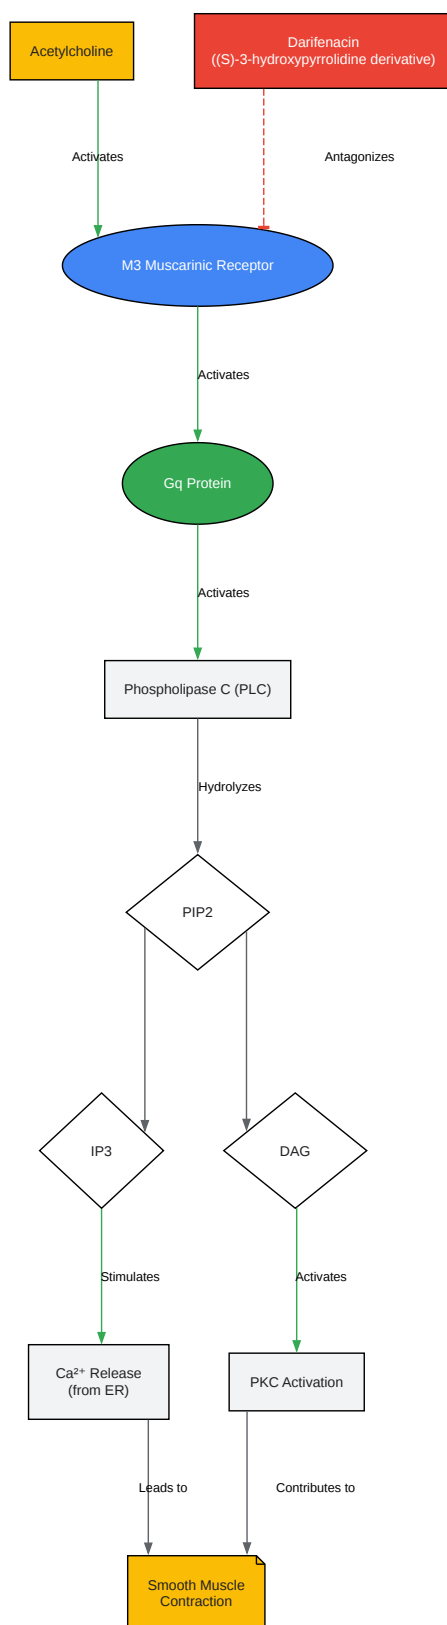 Acetylcholine
Darifenacin
((S)-3-hydroxypyrrolidine derivative)
Activates
Antagonizes
M3 Muscarinic Receptor
Activates
Gq Protein
Activates
Phospholipase C (PLC)
Hydrolyzes
PIP2
IP3
DAG
Stimulates
Activates
Ca²⁺ Release
(from ER)
PKC Activation
Leads to
Contributes to
Smooth Muscle
Contraction